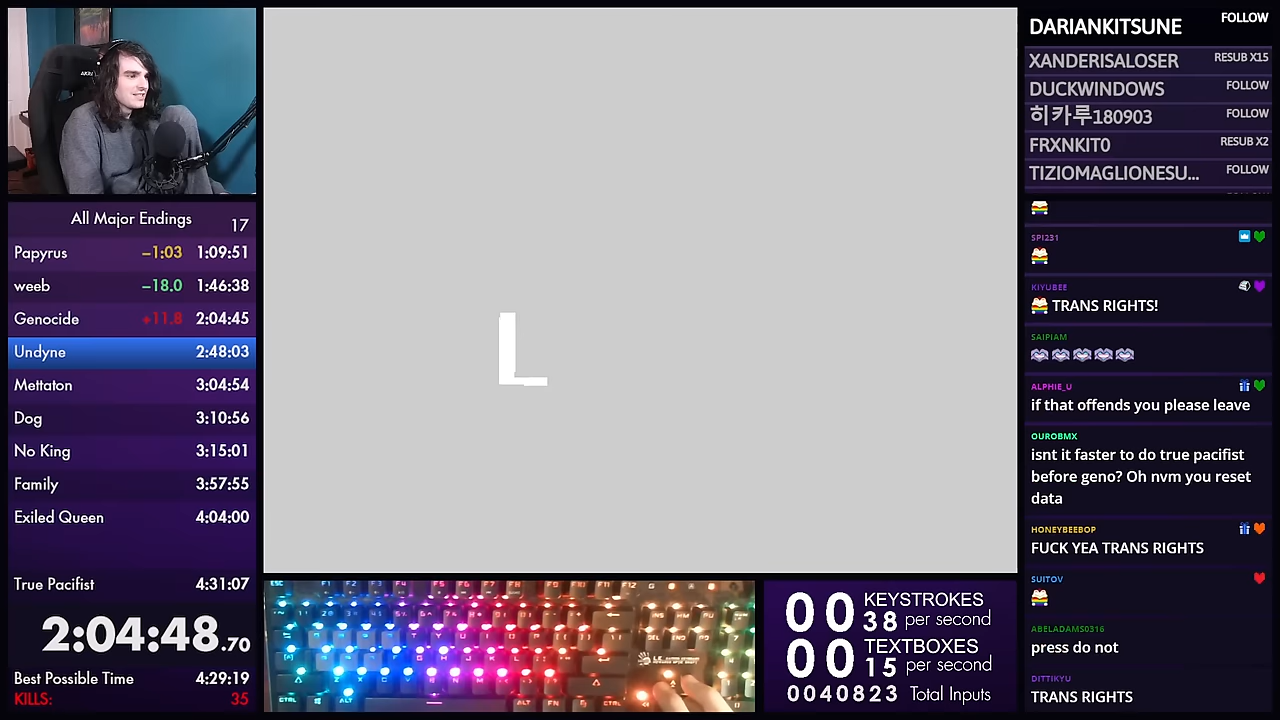 All Major Endings 17
Papyrus −1:03 1:09:51
weeb −18.0 1:46:38
Genocide +11.8 2:04:45
Undyne 2:48:03
Mettaton 3:04:54
Dog 3:10:56
No King 3:15:01
Family 3:57:55
Exiled Queen 4:04:00
True Pacifist 4:31:07
2:04:48.70
Best Possible Time 4:29:19
KILLS: 35
L
00 KEYSTROKES
38 per second
00 TEXTBOXES
15 per second
0040823 Total Inputs
DARIANKITSUNE FOLLOW
XANDERISALOSER RESUB X15
DUCKWINDOWS FOLLOW
히카루180903 FOLLOW
FRXNKIT0 RESUB X2
TIZIOMAGLIONESU... FOLLOW
SPI231
KIYUBEE
TRANS RIGHTS!
SAIPIAM
ALPHIE_U
if that offends you please leave
OUROBMX
isnt it faster to do true pacifist
before geno? Oh nvm you reset
data
HONEYBEEBOP
FUCK YEA TRANS RIGHTS
SUITOV
ABELADAMS0316
press do not
DITTIKYU
TRANS RIGHTS